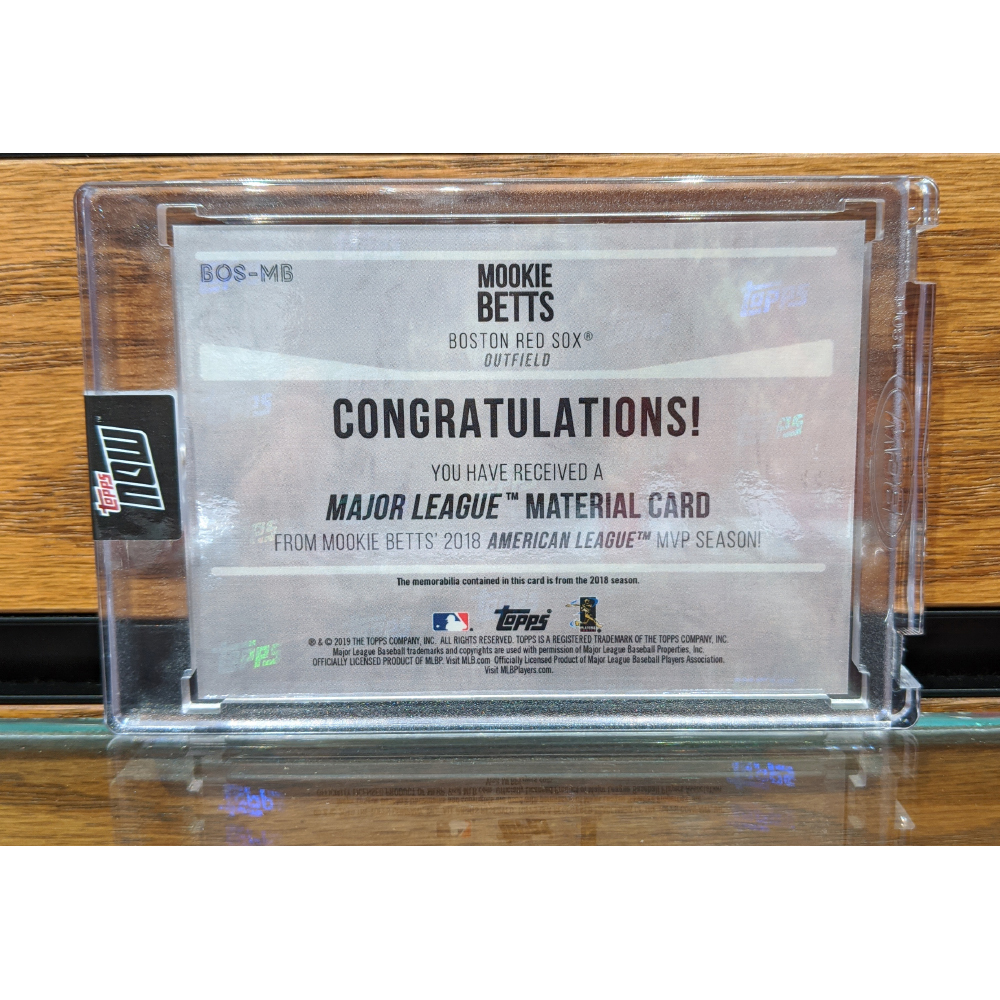 BOS-MB
MOOKIE
BETTS
BOSTON RED SOX®
OUTFIELD
topps
CONGRATULATIONS!
YOU HAVE RECEIVED A
MAJOR LEAGUE™ MATERIAL CARD
FROM MOOKIE BETTS' 2018 AMERICAN LEAGUE™ MVP SEASON!
The memorabilia contained in this card is from the 2018 season.
topps
® & © 2019 THE TOPPS COMPANY, INC. ALL RIGHTS RESERVED. TOPPS IS A REGISTERED TRADEMARK OF THE TOPPS COMPANY, INC.
Major League Baseball trademarks and copyrights are used with permission of Major League Baseball Properties, Inc.
OFFICIALLY LICENSED PRODUCT OF MLBP. Visit MLB.com Officially Licensed Product of Major League Baseball Players Association.
Visit MLBPlayers.com.
topps
NOW™